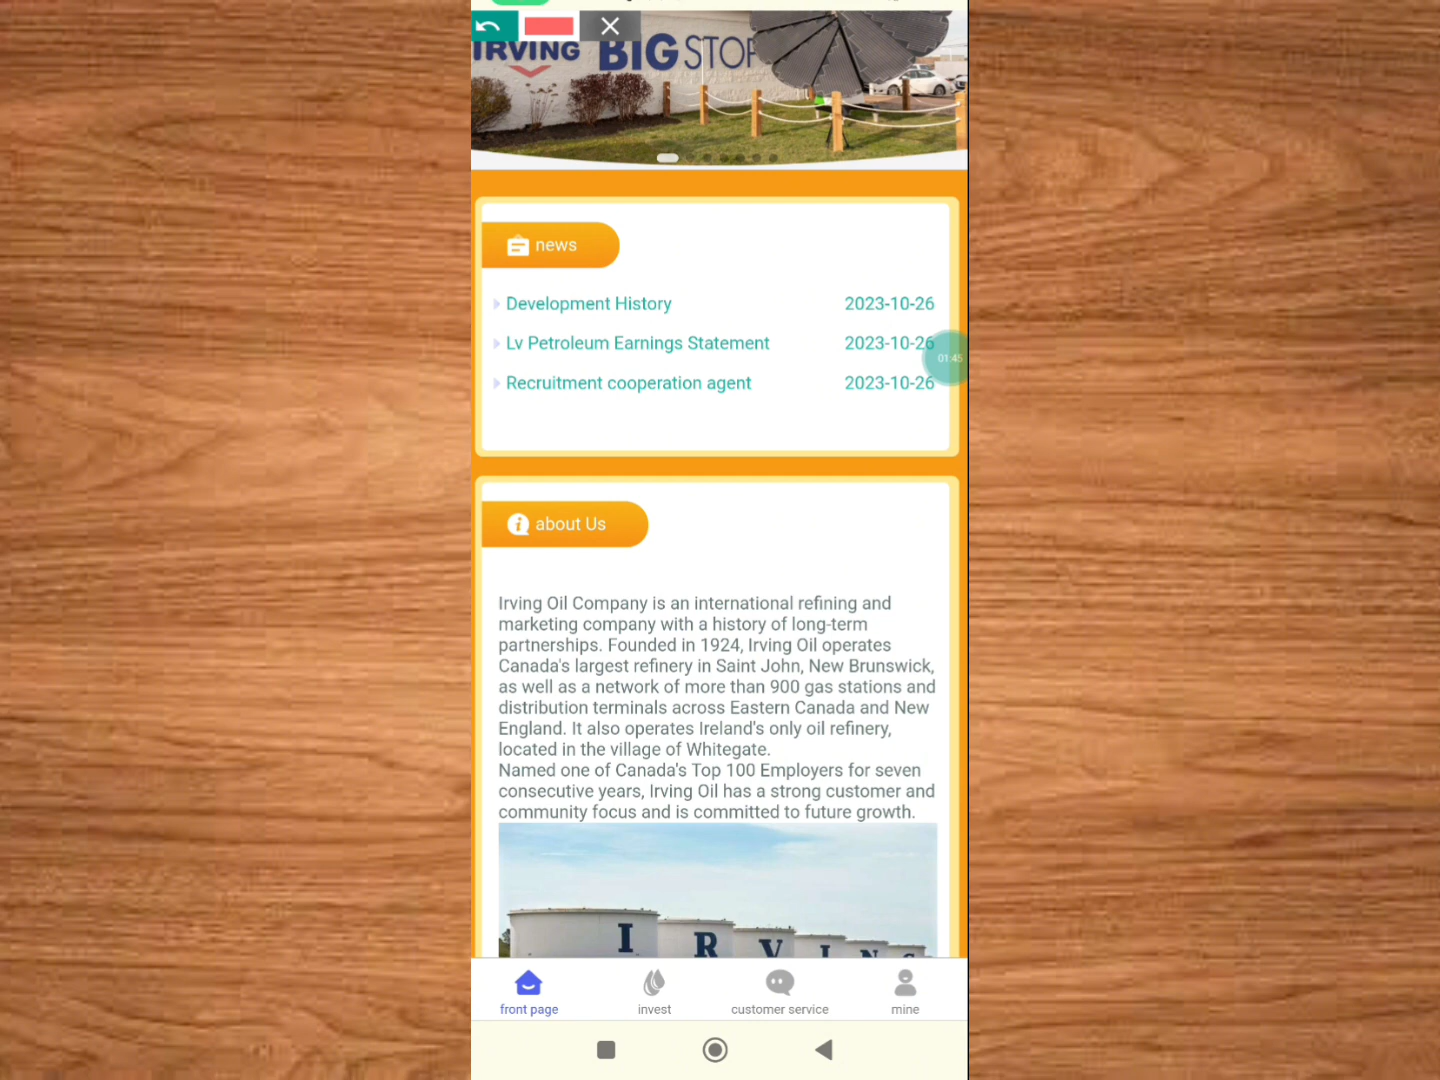 IRVING BIG STOP
news
Development History 2023-10-26
Lv Petroleum Earnings Statement 2023-10-26
01:45
Recruitment cooperation agent 2023-10-26
about Us
Irving Oil Company is an international refining and
marketing company with a history of long-term
partnerships. Founded in 1924, Irving Oil operates
Canada's largest refinery in Saint John, New Brunswick,
as well as a network of more than 900 gas stations and
distribution terminals across Eastern Canada and New
England. It also operates Ireland's only oil refinery,
located in the village of Whitegate.
Named one of Canada's Top 100 Employers for seven
consecutive years, Irving Oil has a strong customer and
community focus and is committed to future growth.
IRVING
front page
invest
customer service
mine